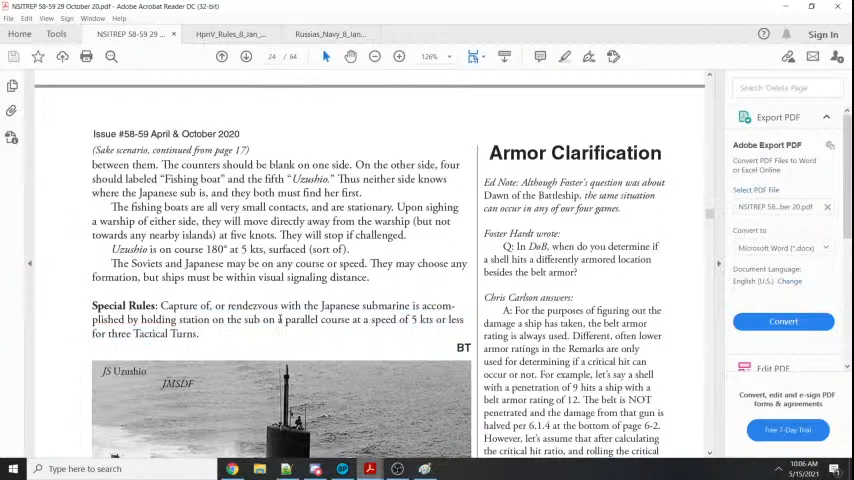 NSITREP 58-59 29 October 20.pdf - Adobe Acrobat Reader DC (32-bit)
File Edit View Sign Window Help
Home Tools NSITREP 58-59 29 O... × HpnV_Rules_8_Jan_... Russias_Navy_8_Jan... Sign In
24 / 64 126%
Issue #58-59 April & October 2020
(Sake scenario, continued from page 17)
between them. The counters should be blank on one side. On the other side, four
should labeled “Fishing boat” and the fifth “Uzushio.” Thus neither side knows
where the Japanese sub is, and they both must find her first.
The fishing boats are all very small contacts, and are stationary. Upon sighing
a warship of either side, they will move directly away from the warship (but not
towards any nearby islands) at five knots. They will stop if challenged.
Uzushio is on course 180° at 5 kts, surfaced (sort of).
The Soviets and Japanese may be on any course or speed. They may choose any
formation, but ships must be within visual signaling distance.
Special Rules: Capture of, or rendezvous with the Japanese submarine is accom-
plished by holding station on the sub on a parallel course at a speed of 5 kts or less
for three Tactical Turns.
BT
JS Uzushio
JMSDF
Armor Clarification
Ed Note: Although Foster's question was about
Dawn of the Battleship, the same situation
can occur in any of our four games.
Foster Hardt wrote:
Q: In DoB, when do you determine if
a shell hits a differently armored location
besides the belt armor?
Chris Carlson answers:
A: For the purposes of figuring out the
damage a ship has taken, the belt armor
rating is always used. Different, often lower
armor ratings in the Remarks are only
used for determining if a critical hit can
occur or not. For example, let's say a shell
with a penetration of 9 hits a ship with a
belt armor rating of 12. The belt is NOT
penetrated and the damage from that gun is
halved per 6.1.4 at the bottom of page 6-2.
However, let's assume that after calculating
the critical hit ratio, and rolling the critical
Search 'Delete Page'
Export PDF
Adobe Export PDF
Convert PDF Files to Word
or Excel Online
Select PDF File
NSITREP 58...ber 20.pdf ×
Convert to
Microsoft Word (*.docx)
Document Language:
English (U.S.) Change
Convert
Edit PDF
Convert, edit and e-sign PDF
forms & agreements
Free 7-Day Trial
Type here to search
10:06 AM
5/15/2021